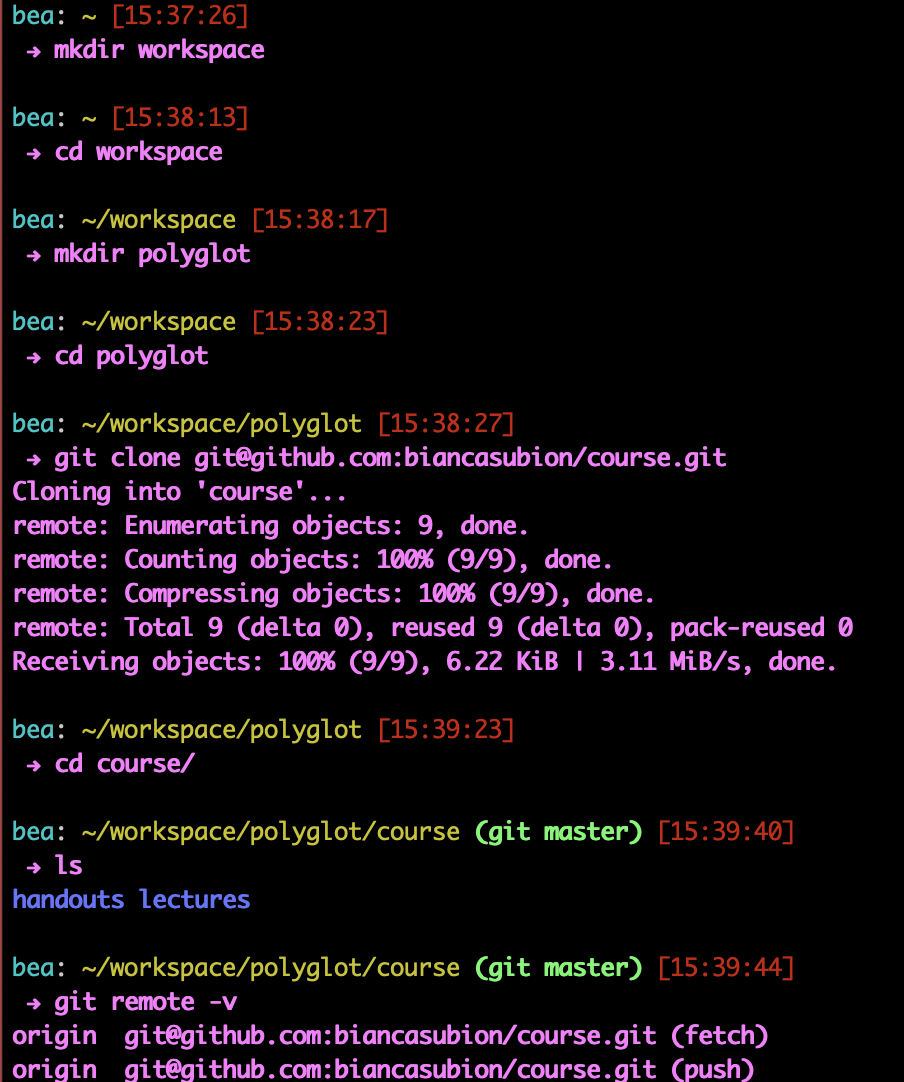 bea: ~ [15:37:26]
→ mkdir workspace
bea: ~ [15:38:13]
→ cd workspace
bea: ~/workspace [15:38:17]
→ mkdir polyglot
bea: ~/workspace [15:38:23]
→ cd polyglot
bea: ~/workspace/polyglot [15:38:27]
→ git clone git@github.com:biancasubion/course.git
Cloning into 'course'...
remote: Enumerating objects: 9, done.
remote: Counting objects: 100% (9/9), done.
remote: Compressing objects: 100% (9/9), done.
remote: Total 9 (delta 0), reused 9 (delta 0), pack-reused 0
Receiving objects: 100% (9/9), 6.22 KiB | 3.11 MiB/s, done.
bea: ~/workspace/polyglot [15:39:23]
→ cd course/
bea: ~/workspace/polyglot/course (git master) [15:39:40]
→ ls
handouts lectures
bea: ~/workspace/polyglot/course (git master) [15:39:44]
→ git remote -v
origin  git@github.com:biancasubion/course.git (fetch)
origin  git@github.com:biancasubion/course.git (push)